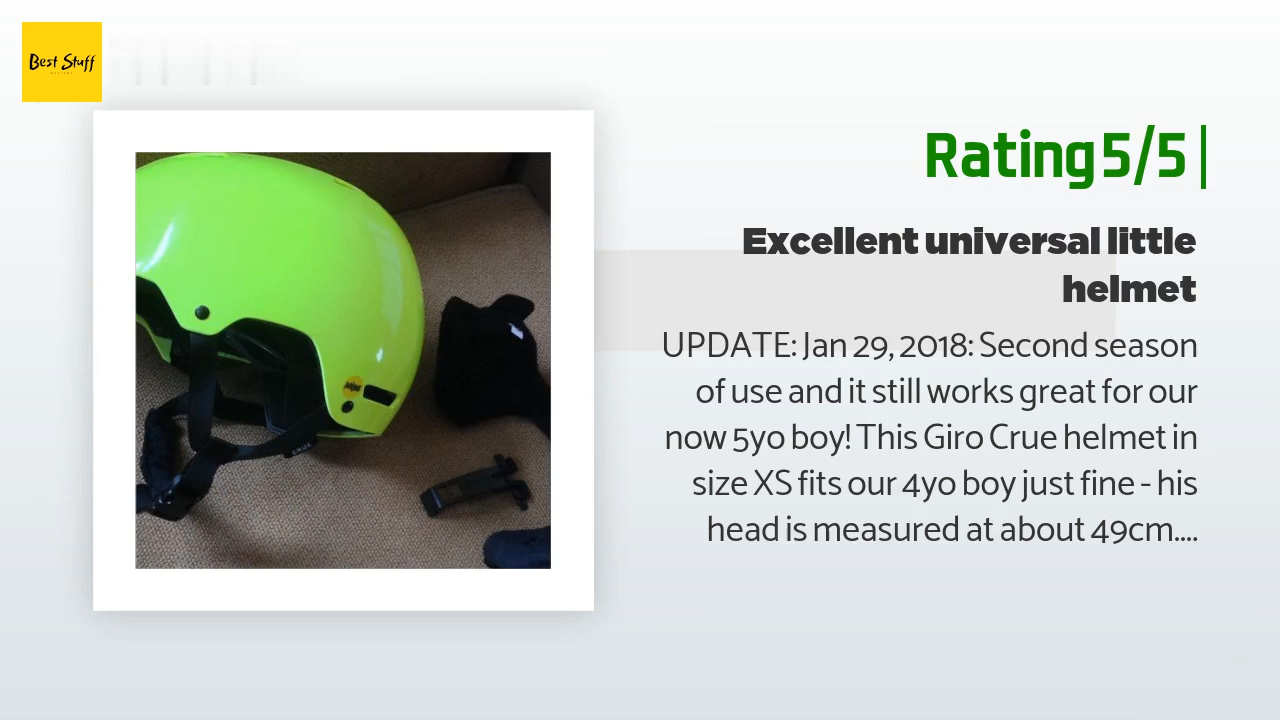 Best Stuff
Rating 5/5 |
Excellent universal little
helmet
UPDATE: Jan 29, 2018: Second season
of use and it still works great for our
now 5yo boy! This Giro Crue helmet in
size XS fits our 4yo boy just fine - his
head is measured at about 49cm....
CRUE